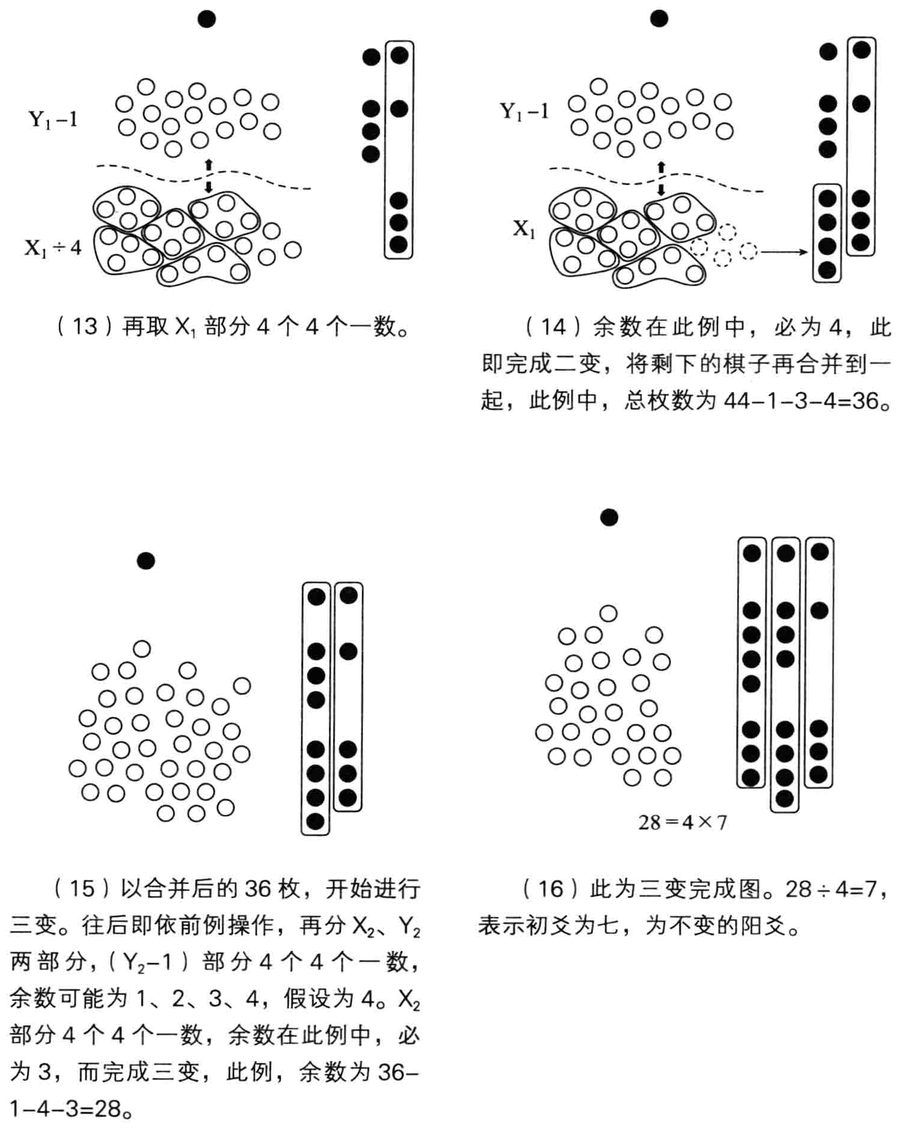 Y₁−1
X₁÷4
（13）再取 X₁ 部分 4 个 4 个一数。
Y₁−1
X₁
（14）余数在此例中，必为 4，此
即完成二变，将剩下的棋子再合并到一
起，此例中，总枚数为 44−1−3−4=36。
（15）以合并后的 36 枚，开始进行
三变。往后即依前例操作，再分 X₂、Y₂
两部分，（Y₂−1）部分 4 个 4 个一数，
余数可能为 1、2、3、4，假设为 4。X₂
部分 4 个 4 个一数，余数在此例中，必
为 3，而完成三变，此例，余数为 36−
1−4−3=28。
28＝4×7
（16）此为三变完成图。28÷4=7，
表示初爻为七，为不变的阳爻。